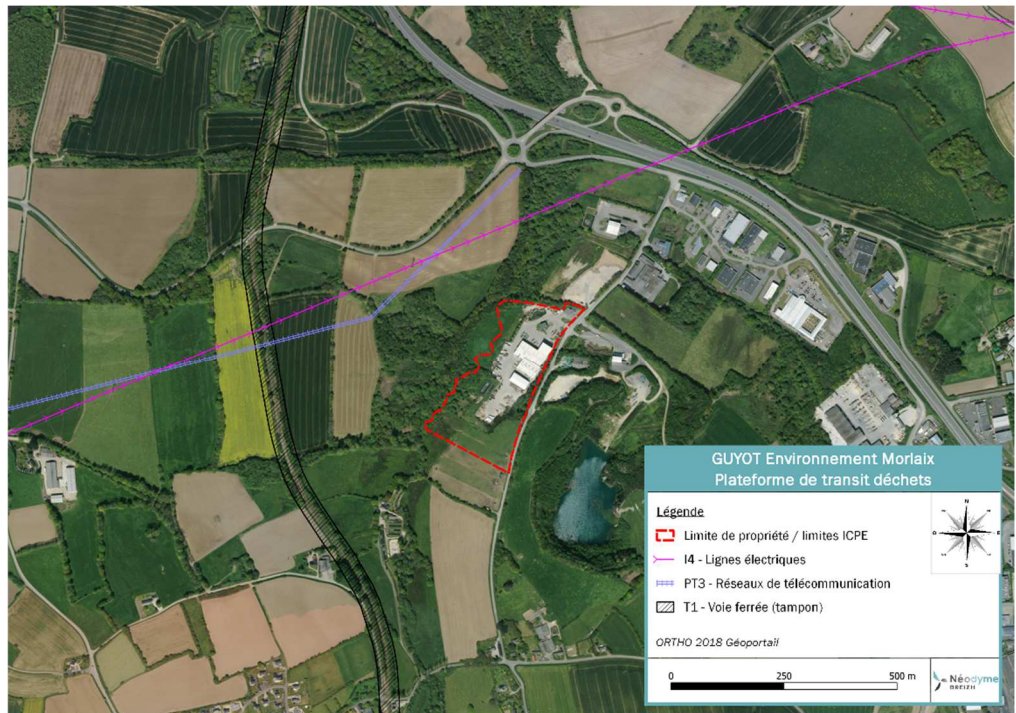 GUYOT Environnement Morlaix
Plateforme de transit déchets
Légende
N
O
E
S
Limite de propriété / limites ICPE
I4 - Lignes électriques
PT3 - Réseaux de télécommunication
T1 - Voie ferrée (tampon)
ORTHO 2018 Géoportail
0 250 500 m
Néodyme
BREIZH